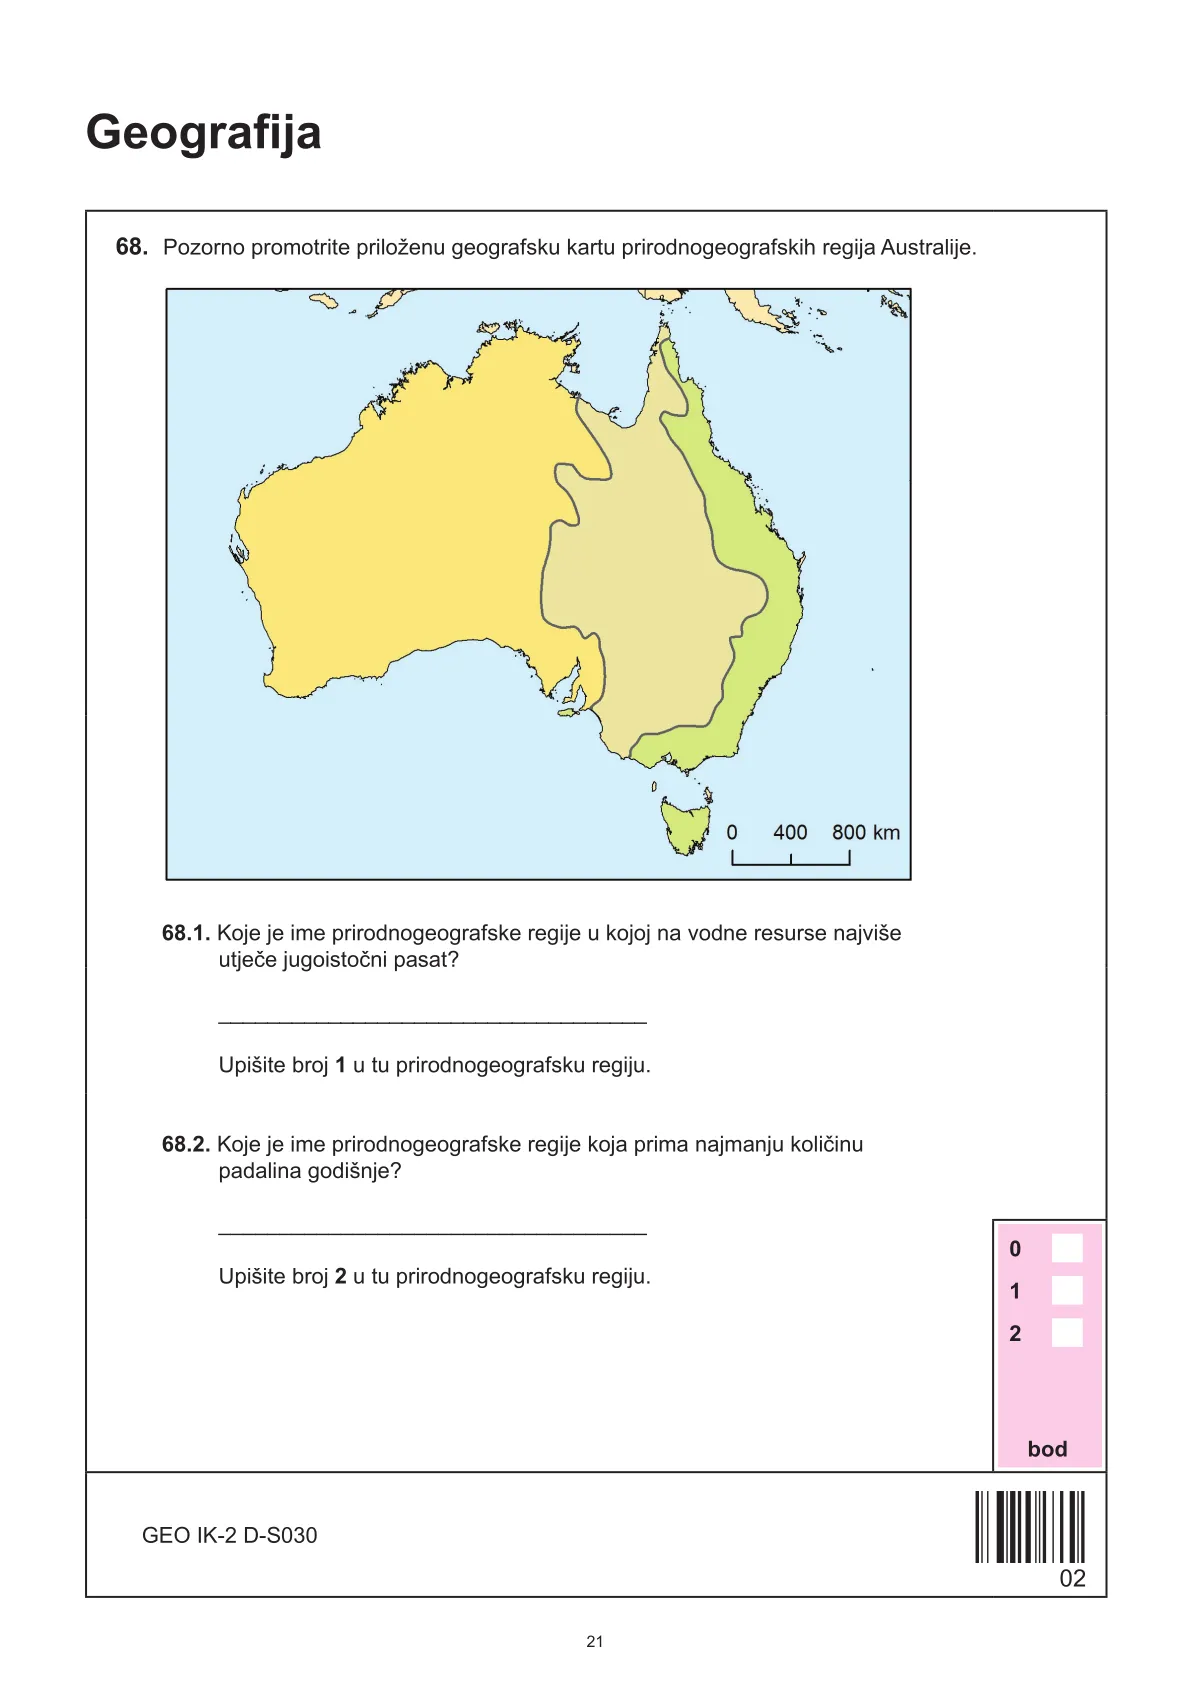 Geografija
68. Pozorno promotrite priloženu geografsku kartu prirodnogeografskih regija Australije.
0 400 800 km
68.1. Koje je ime prirodnogeografske regije u kojoj na vodne resurse najviše
utječe jugoistočni pasat?
Upišite broj 1 u tu prirodnogeografsku regiju.
68.2. Koje je ime prirodnogeografske regije koja prima najmanju količinu
padalina godišnje?
Upišite broj 2 u tu prirodnogeografsku regiju.
0
1
2
bod
GEO IK-2 D-S030
02
21